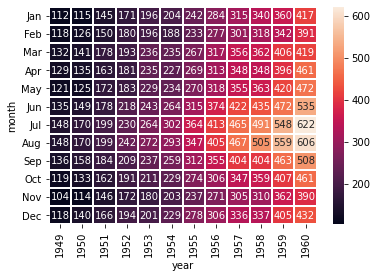 Jan 112 115 145 171 196 204 242 284 315 340 360 417
Feb 118 126 150 180 196 188 233 277 301 318 342 391
Mar 132 141 178 193 236 235 267 317 356 362 406 419
Apr 129 135 163 181 235 227 269 313 348 348 396 461
May 121 125 172 183 229 234 270 318 355 363 420 472
Jun 135 149 178 218 243 264 315 374 422 435 472 535
Jul 148 170 199 230 264 302 364 413 465 491 548 622
Aug 148 170 199 242 272 293 347 405 467 505 559 606
Sep 136 158 184 209 237 259 312 355 404 404 463 508
Oct 119 133 162 191 211 229 274 306 347 359 407 461
Nov 104 114 146 172 180 203 237 271 305 310 362 390
Dec 118 140 166 194 201 229 278 306 336 337 405 432
1949 1950 1951 1952 1953 1954 1955 1956 1957 1958 1959 1960
year
month
600
500
400
300
200